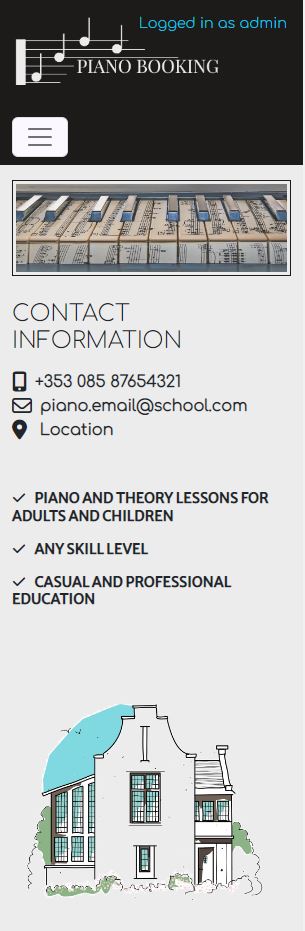 Logged in as admin
PIANO BOOKING
CONTACT
INFORMATION
+353 085 87654321
piano.email@school.com
Location
PIANO AND THEORY LESSONS FOR
ADULTS AND CHILDREN
ANY SKILL LEVEL
CASUAL AND PROFESSIONAL
EDUCATION